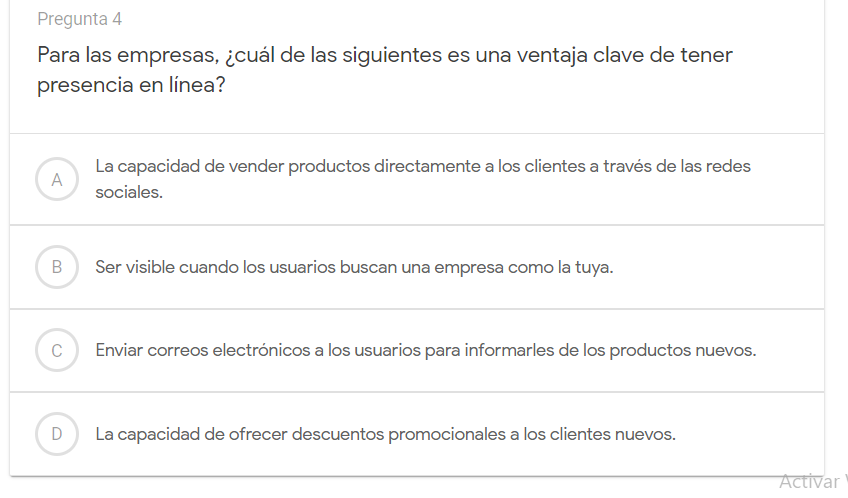 Pregunta 4
Para las empresas, ¿cuál de las siguientes es una ventaja clave de tener
presencia en línea?
A
La capacidad de vender productos directamente a los clientes a través de las redes
sociales.
B
Ser visible cuando los usuarios buscan una empresa como la tuya.
C
Enviar correos electrónicos a los usuarios para informarles de los productos nuevos.
D
La capacidad de ofrecer descuentos promocionales a los clientes nuevos.
Activar